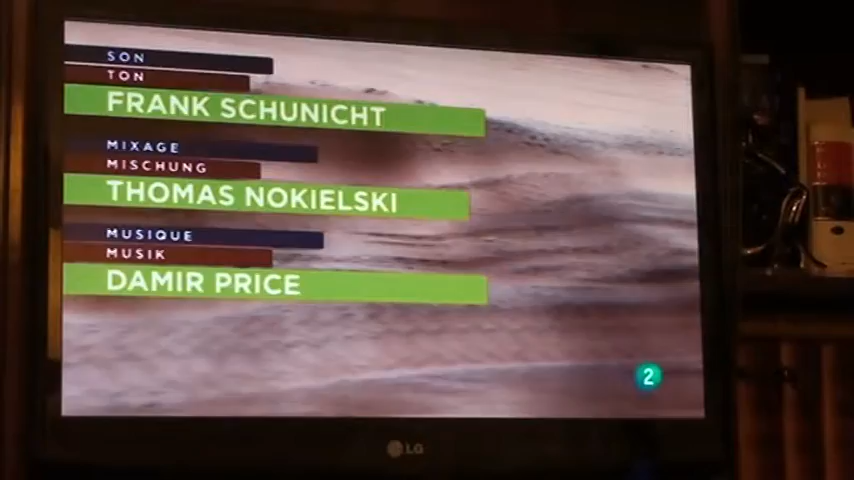 SON
TON
FRANK SCHUNICHT
MIXAGE
MISCHUNG
THOMAS NOKIELSKI
MUSIQUE
MUSIK
DAMIR PRICE
2
LG